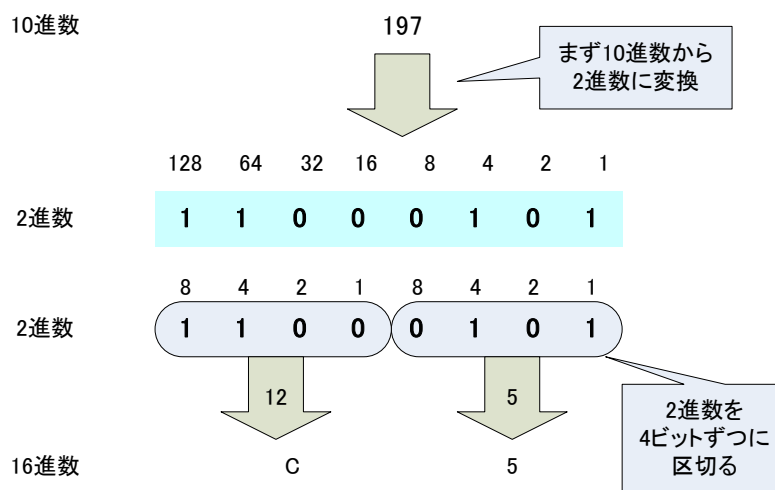 10進数
197
まず10進数から
2進数に変換
128 64 32 16 8 4 2 1
2進数
1 1 0 0 0 1 0 1
8 4 2 1 8 4 2 1
2進数
1 1 0 0 0 1 0 1
12
5
2進数を
4ビットずつに
区切る
16進数
C
5